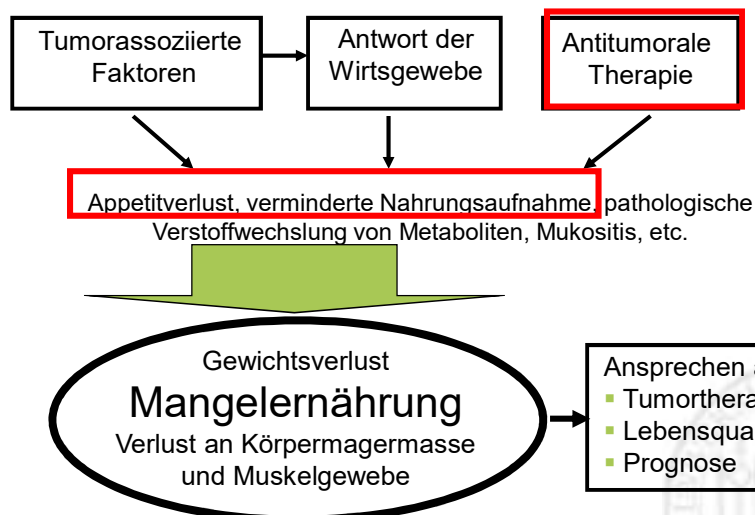 Tumorassoziierte
Faktoren
Antwort der
Wirtsgewebe
Antitumorale
Therapie
Appetitverlust, verminderte Nahrungsaufnahme, pathologische
Verstoffwechslung von Metaboliten, Mukositis, etc.
Gewichtsverlust
Mangelernährung
Verlust an Körpermagermasse
und Muskelgewebe
Ansprechen a
Tumorthera
Lebensqua
Prognose